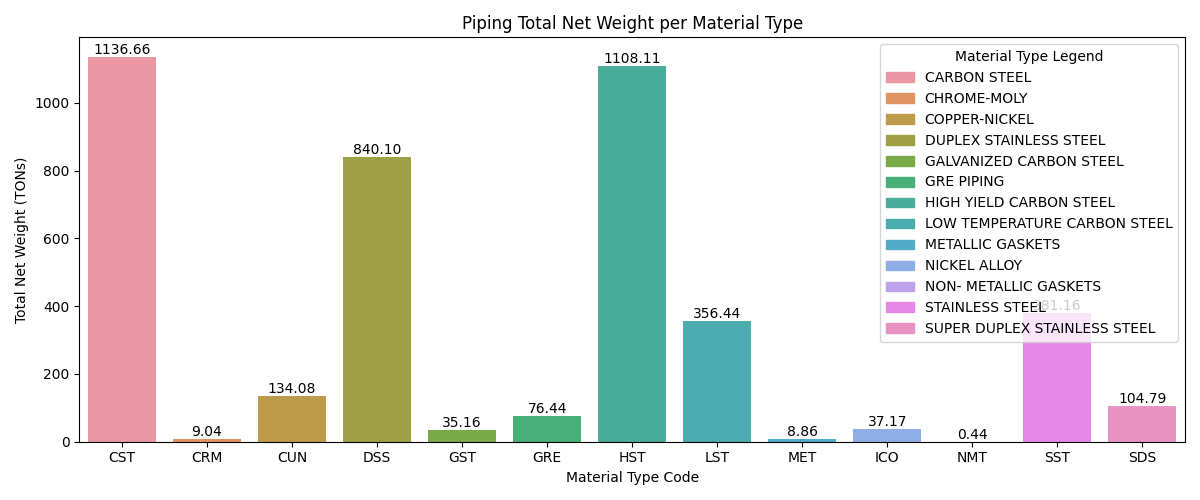 Piping Total Net Weight per Material Type
Total Net Weight (TONs)
1000
800
600
400
200
0
1136.66
9.04
134.08
840.10
35.16
76.44
1108.11
356.44
8.86
37.17
0.44
381.16
104.79
CST
CRM
CUN
DSS
GST
GRE
HST
LST
MET
ICO
NMT
SST
SDS
Material Type Code
Material Type Legend
CARBON STEEL
CHROME-MOLY
COPPER-NICKEL
DUPLEX STAINLESS STEEL
GALVANIZED CARBON STEEL
GRE PIPING
HIGH YIELD CARBON STEEL
LOW TEMPERATURE CARBON STEEL
METALLIC GASKETS
NICKEL ALLOY
NON- METALLIC GASKETS
STAINLESS STEEL
SUPER DUPLEX STAINLESS STEEL